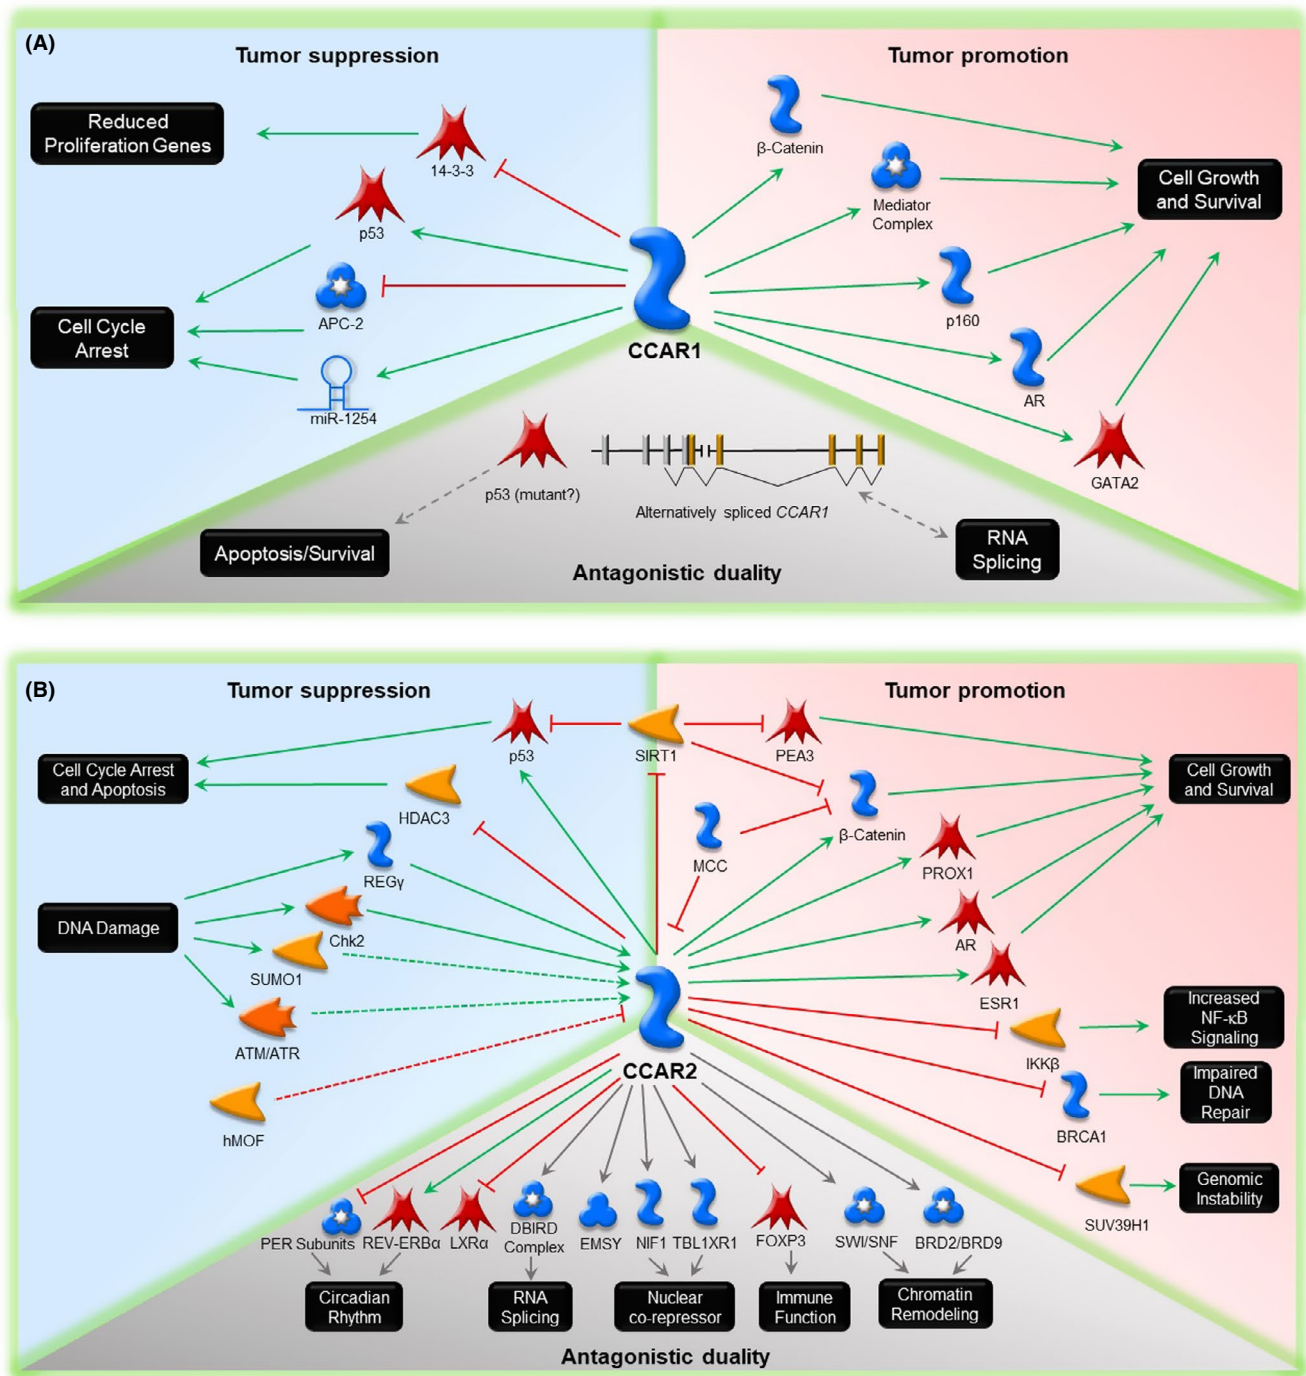 (A)
Tumor suppression
Tumor promotion
Reduced
Proliferation Genes
14-3-3
p53
APC-2
miR-1254
Cell Cycle
Arrest
β-Catenin
Mediator
Complex
p160
AR
GATA2
Cell Growth
and Survival
CCAR1
p53 (mutant?)
Alternatively spliced CCAR1
Apoptosis/Survival
RNA
Splicing
Antagonistic duality
(B)
Tumor suppression
Tumor promotion
p53
SIRT1
PEA3
Cell Cycle Arrest
and Apoptosis
HDAC3
REGγ
DNA Damage
Chk2
SUMO1
ATM/ATR
hMOF
MCC
β-Catenin
PROX1
AR
ESR1
Cell Growth
and Survival
IKKβ
Increased
NF-κB
Signaling
BRCA1
Impaired
DNA
Repair
SUV39H1
Genomic
Instability
CCAR2
PER Subunits
REV-ERBα
LXRα
DBIRD
Complex
EMSY
NIF1
TBL1XR1
FOXP3
SWI/SNF
BRD2/BRD9
Circadian
Rhythm
RNA
Splicing
Nuclear
co-repressor
Immune
Function
Chromatin
Remodeling
Antagonistic duality